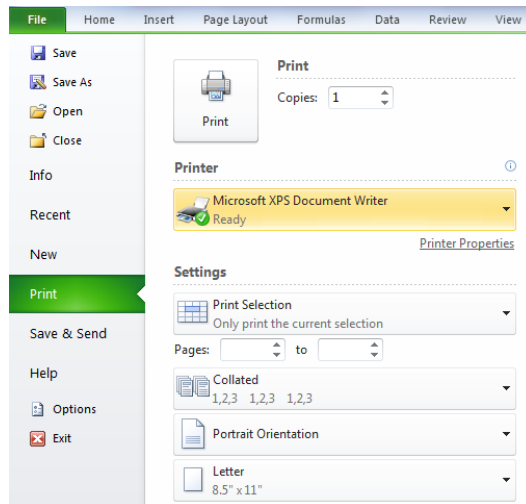 File Home Insert Page Layout Formulas Data Review View
Save
Save As
Open
Close
Info
Recent
New
Print
Save & Send
Help
Options
Exit
Print
Print
Copies: 1
Printer
Microsoft XPS Document Writer
Ready
Printer Properties
Settings
Print Selection
Only print the current selection
Pages: to
Collated
1,2,3 1,2,3 1,2,3
Portrait Orientation
Letter
8.5" x 11"